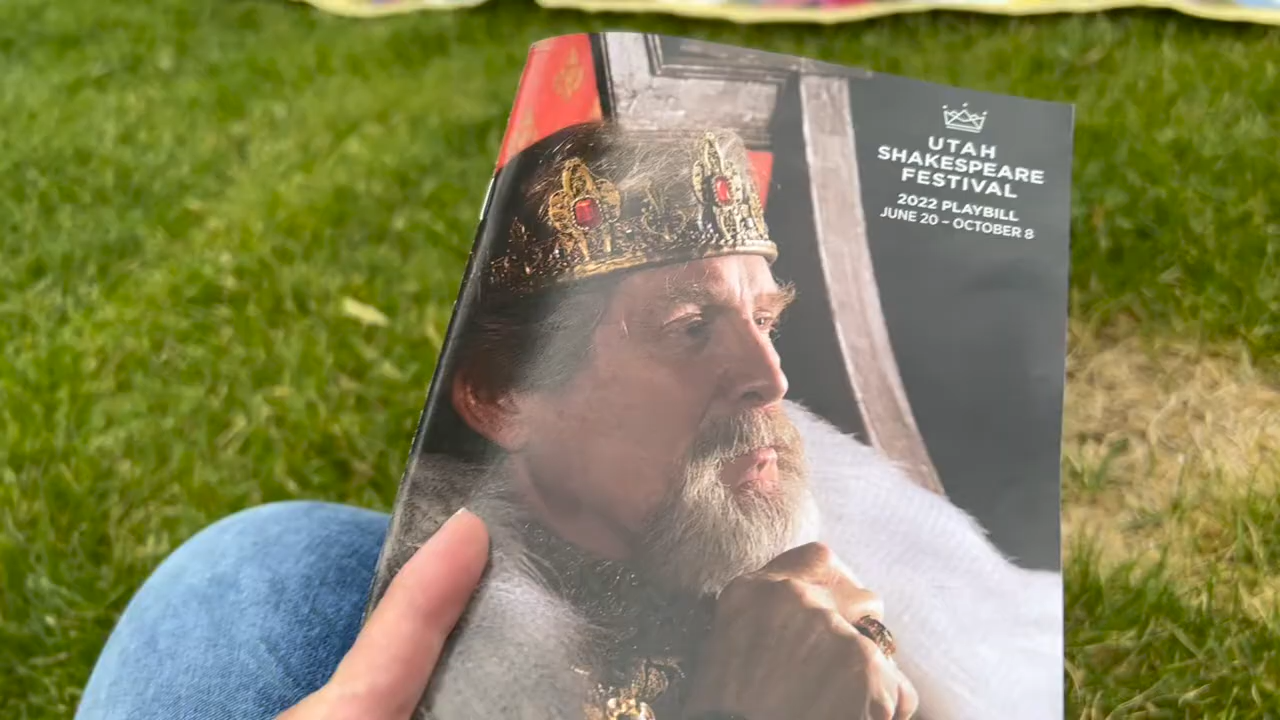 UTAH
SHAKESPEARE
FESTIVAL
2022 PLAYBILL
JUNE 20 – OCTOBER 8